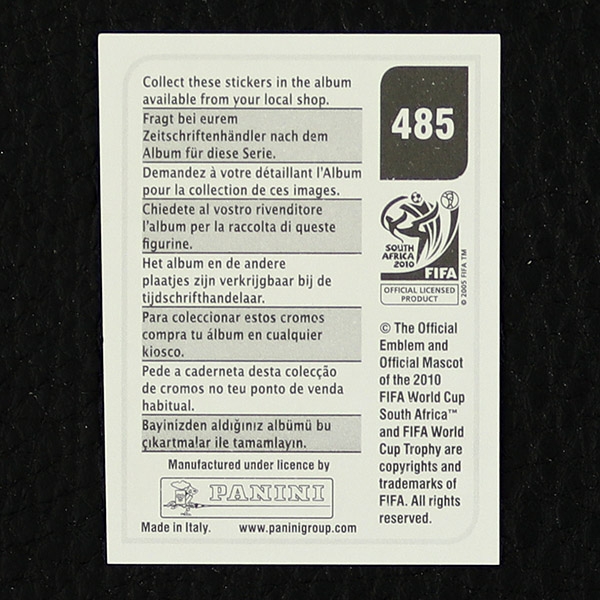 Collect these stickers in the album
available from your local shop.
Fragt bei eurem
Zeitschriftenhändler nach dem
Album für diese Serie.
Demandez à votre détaillant l'Album
pour la collection de ces images.
Chiedete al vostro rivenditore
l'album per la raccolta di queste
figurine.
Het album en de andere
plaatjes zijn verkrijgbaar bij de
tijdschrifthandelaar.
Para coleccionar estos cromos
compra tu álbum en cualquier
kiosco.
Pede a caderneta desta colecção
de cromos no teu ponto de venda
habitual.
Bayinizden aldığınız albümü bu
çıkartmalar ile tamamlayın.
Manufactured under licence by
PANINI
Made in Italy. www.paninigroup.com
485
SOUTH
AFRICA
2010
FIFA
OFFICIAL LICENSED
PRODUCT
© 2005 FIFA TM
© The Official
Emblem and
Official Mascot
of the 2010
FIFA World Cup
South Africa™
and FIFA World
Cup Trophy are
copyrights and
trademarks of
FIFA. All rights
reserved.